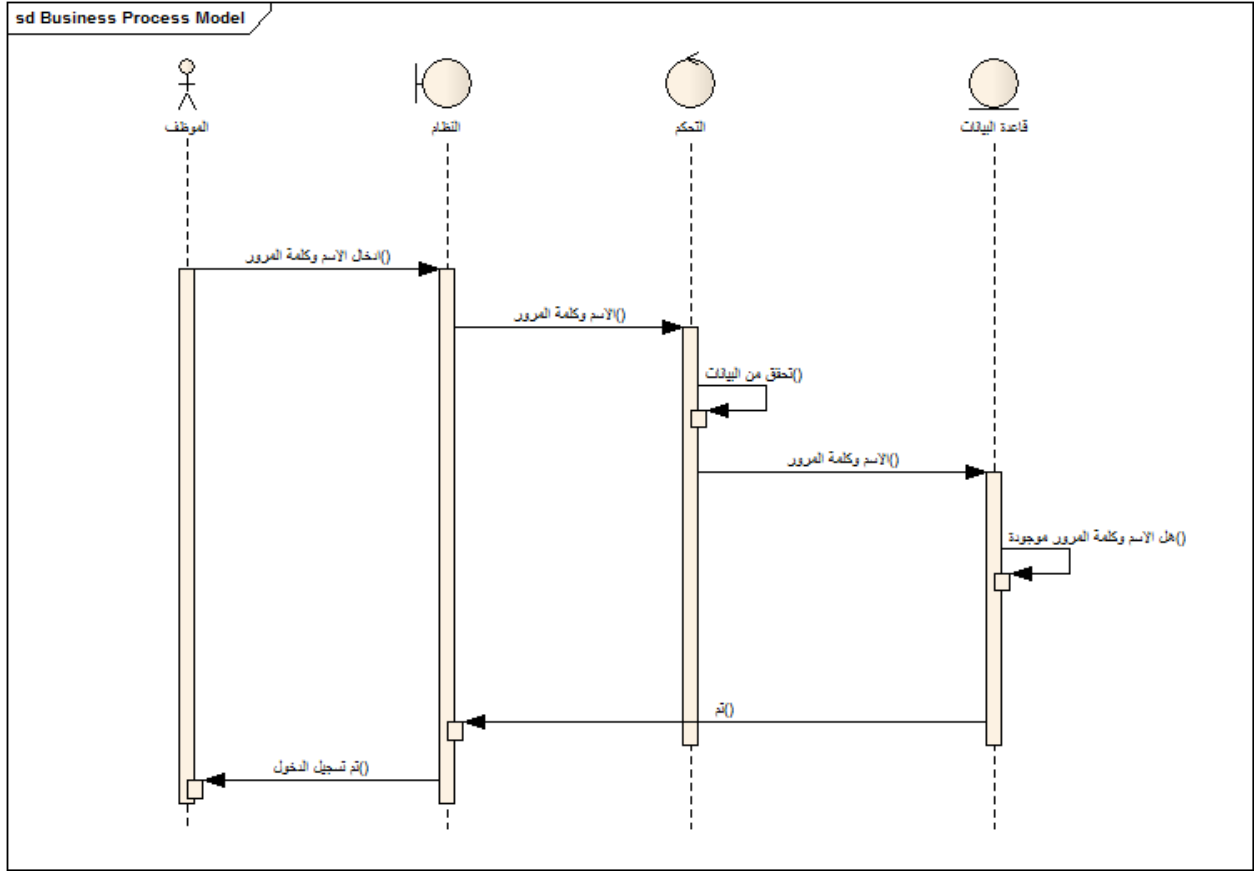 sd Business Process Model
الموظف
النظام
التحكم
قاعدة البيانات
ادخال الاسم وكلمة المرور()
الاسم وكلمة المرور()
تحقق من البيانات()
الاسم وكلمة المرور()
هل الاسم وكلمة المرور موجودة()
تم()
تم تسجيل الدخول()